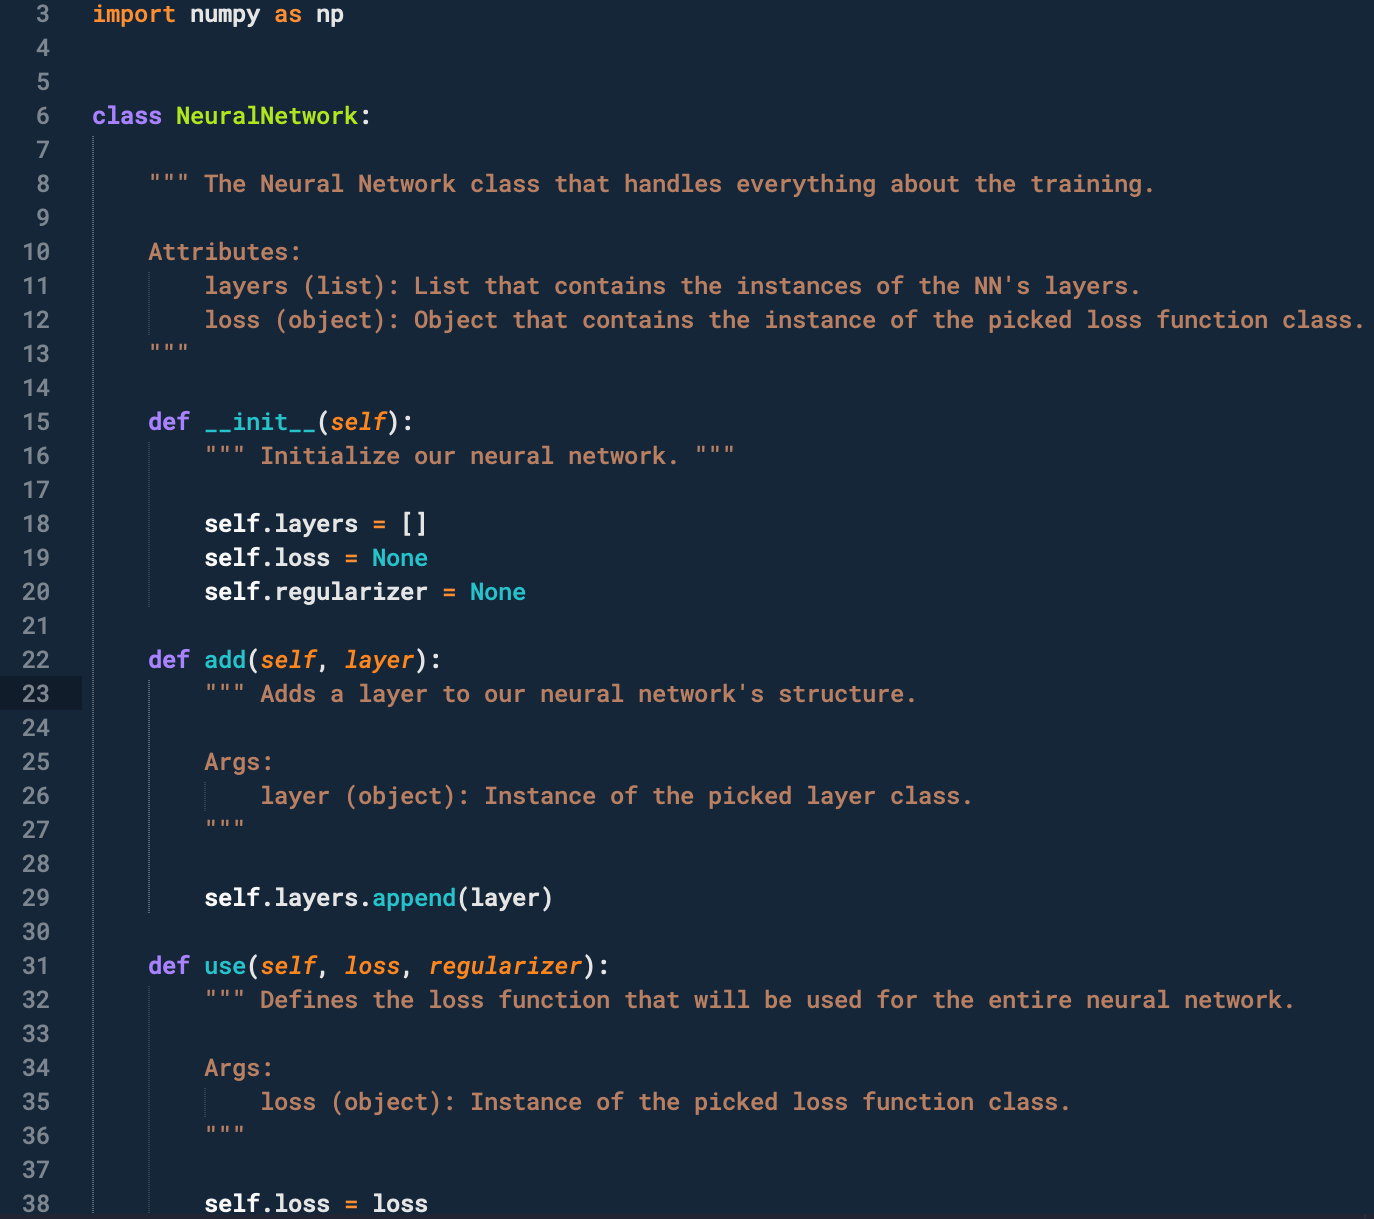 3 import numpy as np
4
5
6 class NeuralNetwork:
7
8     """ The Neural Network class that handles everything about the training.
9
10     Attributes:
11         layers (list): List that contains the instances of the NN's layers.
12         loss (object): Object that contains the instance of the picked loss function class.
13     """
14
15     def __init__(self):
16         """ Initialize our neural network. """
17
18         self.layers = []
19         self.loss = None
20         self.regularizer = None
21
22     def add(self, layer):
23         """ Adds a layer to our neural network's structure.
24
25         Args:
26             layer (object): Instance of the picked layer class.
27         """
28
29         self.layers.append(layer)
30
31     def use(self, loss, regularizer):
32         """ Defines the loss function that will be used for the entire neural network.
33
34         Args:
35             loss (object): Instance of the picked loss function class.
36         """
37
38         self.loss = loss